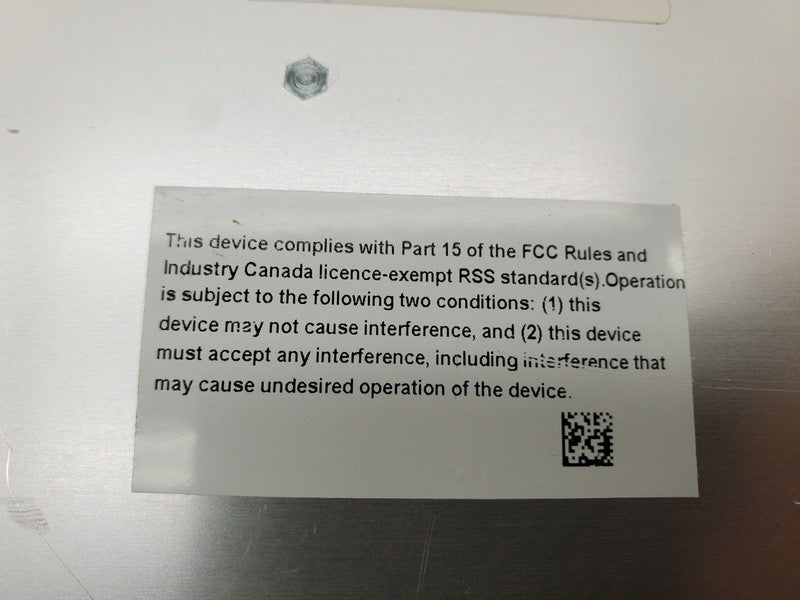 This device complies with Part 15 of the FCC Rules and
Industry Canada licence-exempt RSS standard(s).Operation
is subject to the following two conditions: (1) this
device may not cause interference, and (2) this device
must accept any interference, including interference that
may cause undesired operation of the device.